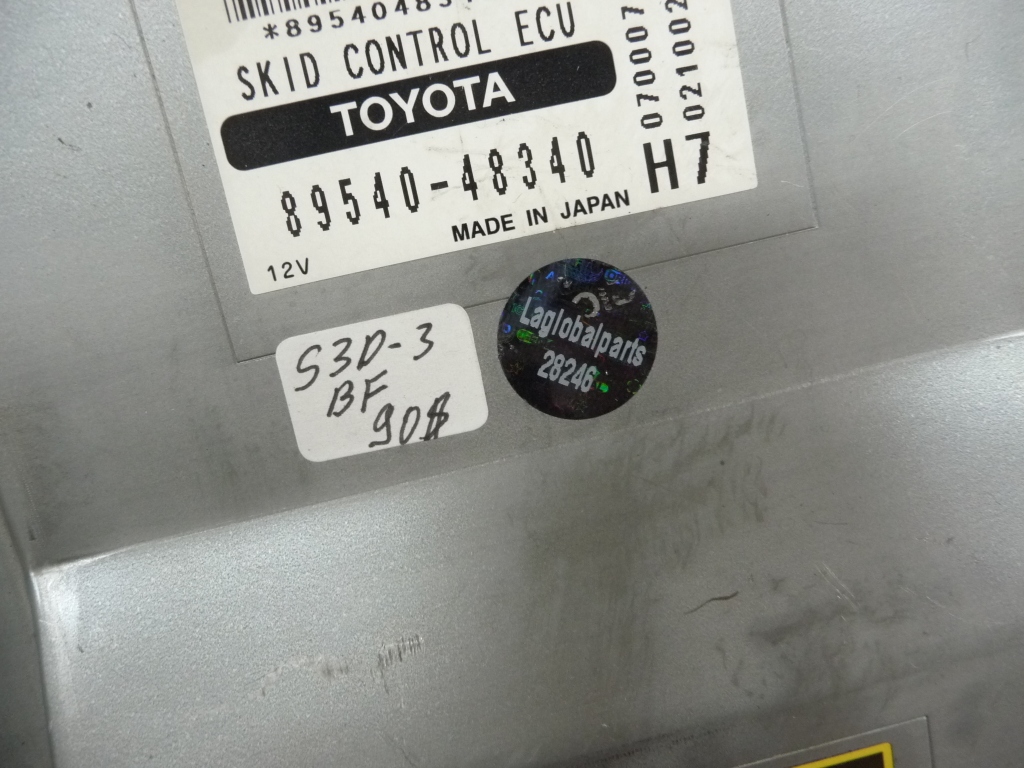 *89540483
SKID CONTROL ECU
TOYOTA
89540-48340
MADE IN JAPAN
12V
070007
021002
H7
S3D-3
BF
90$
Laglobalparts
28246